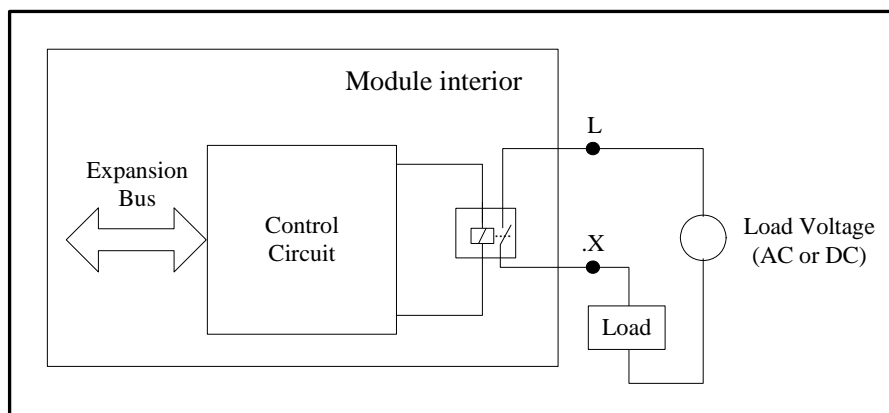 Module interior
L
Expansion
Bus
Control
Circuit
Load Voltage
(AC or DC)
.X
Load